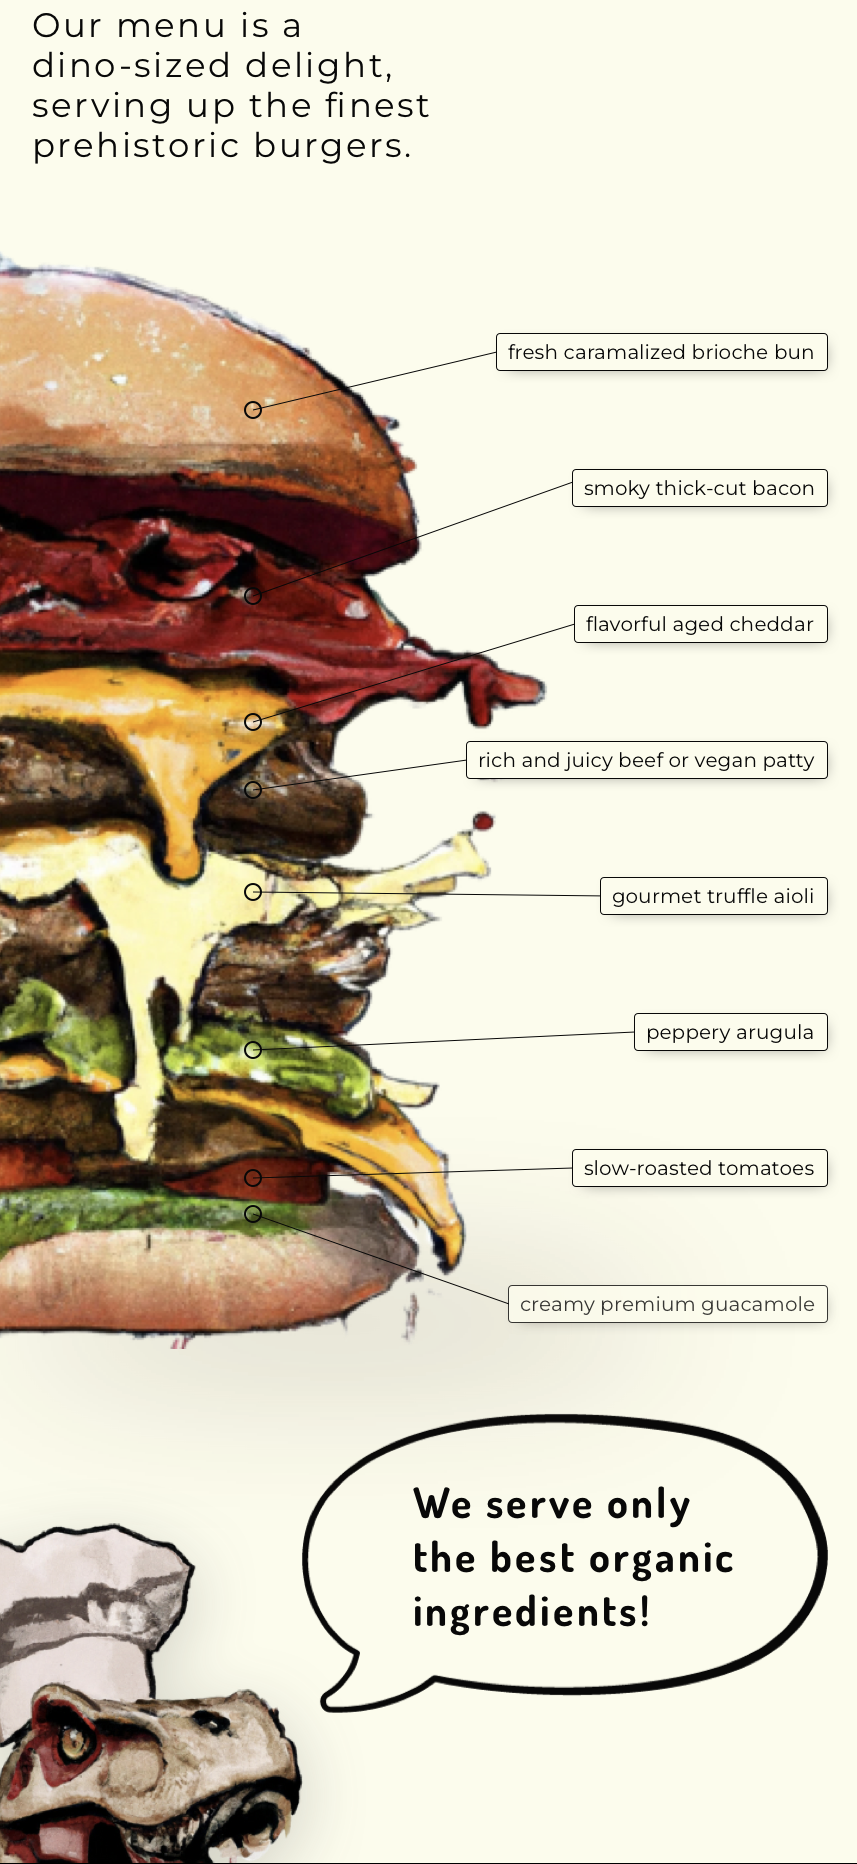 Our menu is a
dino-sized delight,
serving up the finest
prehistoric burgers.
fresh caramalized brioche bun
smoky thick-cut bacon
flavorful aged cheddar
rich and juicy beef or vegan patty
gourmet truffle aioli
peppery arugula
slow-roasted tomatoes
creamy premium guacamole
We serve only
the best organic
ingredients!